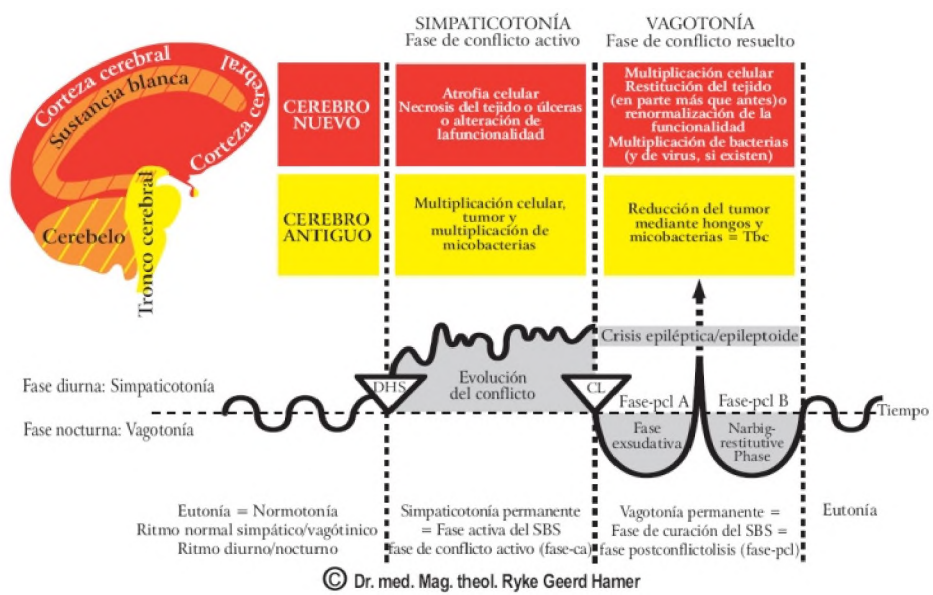 SIMPATICOTONÍA
Fase de conflicto activo
VAGOTONÍA
Fase de conflicto resuelto
Corteza cerebral
Sustancia blanca
cerebral
Corteza cerebral
Cerebelo
Tronco cerebral
CEREBRO
NUEVO
Atrofia celular
Necrosis del tejido o úlceras
o alteración de
lafuncionalidad
Multiplicación celular
Restitución del tejido
(en parte más que antes)o
renormalización de la
funcionalidad
Multiplicación de bacterias
(y de virus, si existen)
CEREBRO
ANTIGUO
Multiplicación celular,
tumor y
multiplicación de
micobacterias
Reducción del tumor
mediante hongos y
micobacterias = Tbc
Crisis epiléptica/epileptoide
Fase diurna: Simpaticotonía
DHS
Evolución
del conflicto
CL
Fase-pcl A
Fase-pcl B
Tiempo
Fase nocturna: Vagotonía
Fase
exsudativa
Narbig-
restitutive
Phase
Eutonía = Normotonía
Ritmo normal simpático/vagótinico
Ritmo diurno/nocturno
Simpaticotonía permanente
= Fase activa del SBS
fase de conflicto activo (fase-ca)
Vagotonía permanente =
Fase de curación del SBS =
fase postconflictolisis (fase-pcl)
Eutonía
© Dr. med. Mag. theol. Ryke Geerd Hamer